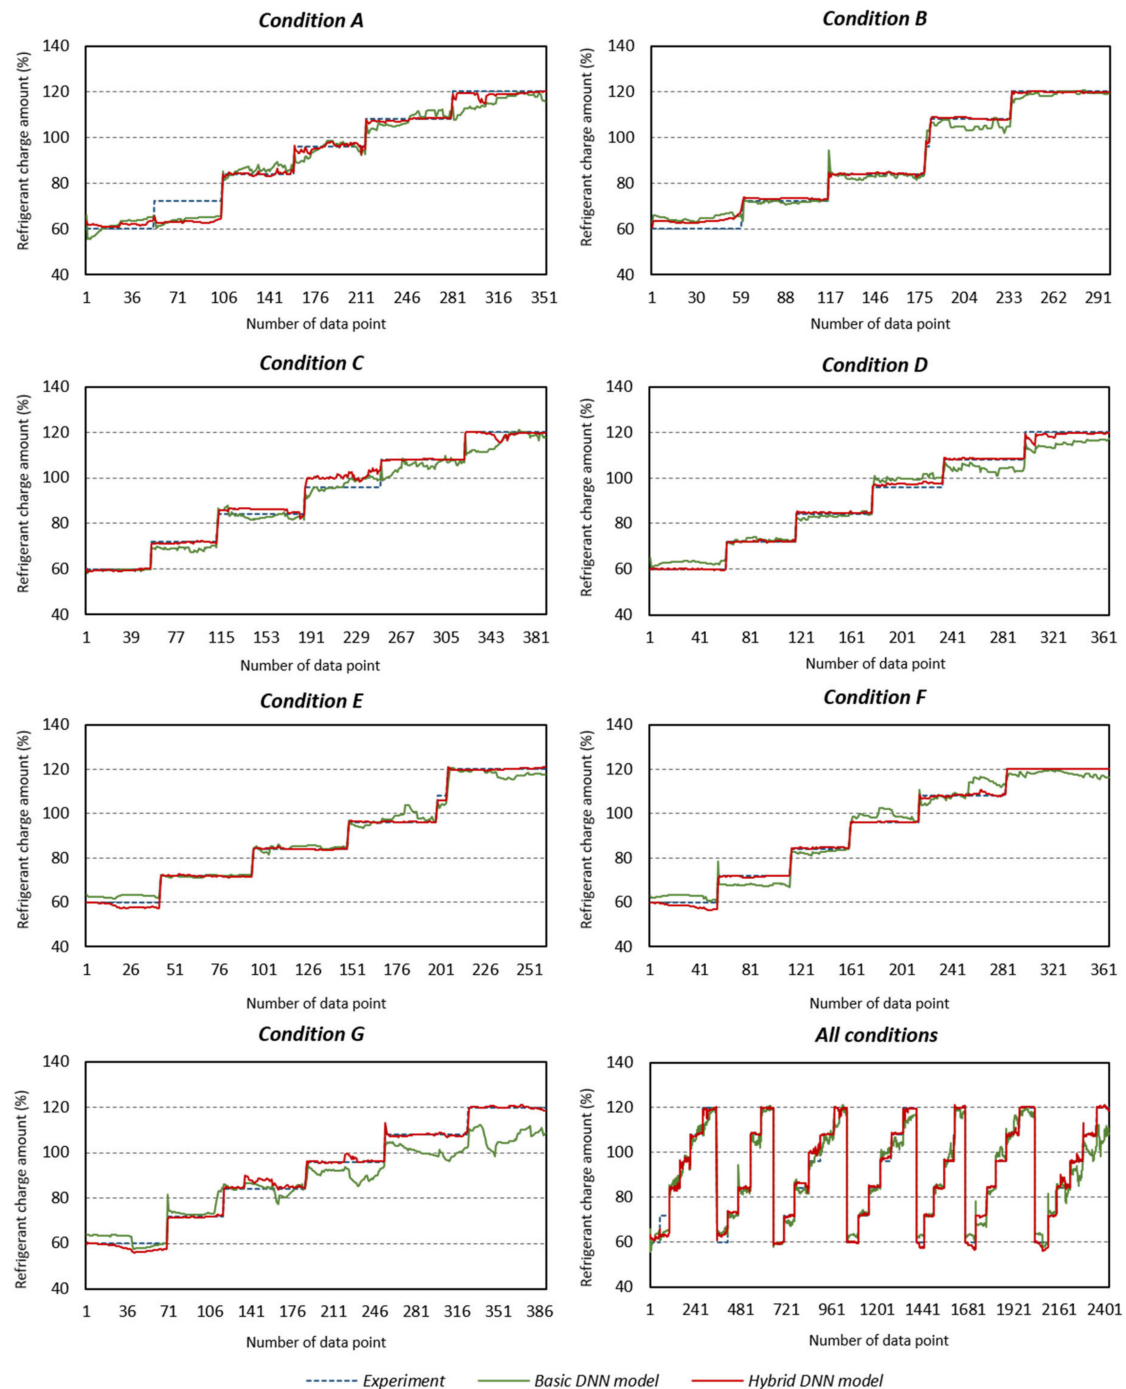 Condition A
Refrigerant charge amount (%)
140
120
100
80
60
40
1 36 71 106 141 176 211 246 281 316 351
Number of data point
Condition B
Refrigerant charge amount (%)
140
120
100
80
60
40
1 30 59 88 117 146 175 204 233 262 291
Number of data point
Condition C
Refrigerant charge amount (%)
140
120
100
80
60
40
1 39 77 115 153 191 229 267 305 343 381
Number of data point
Condition D
Refrigerant charge amount (%)
140
120
100
80
60
40
1 41 81 121 161 201 241 281 321 361
Number of data point
Condition E
Refrigerant charge amount (%)
140
120
100
80
60
40
1 26 51 76 101 126 151 176 201 226 251
Number of data point
Condition F
Refrigerant charge amount (%)
140
120
100
80
60
40
1 41 81 121 161 201 241 281 321 361
Number of data point
Condition G
Refrigerant charge amount (%)
140
120
100
80
60
40
1 36 71 106 141 176 211 246 281 316 351 386
Number of data point
All conditions
Refrigerant charge amount (%)
140
120
100
80
60
40
1 241 481 721 961 1201 1441 1681 1921 2161 2401
Number of data point
Experiment Basic DNN model Hybrid DNN model